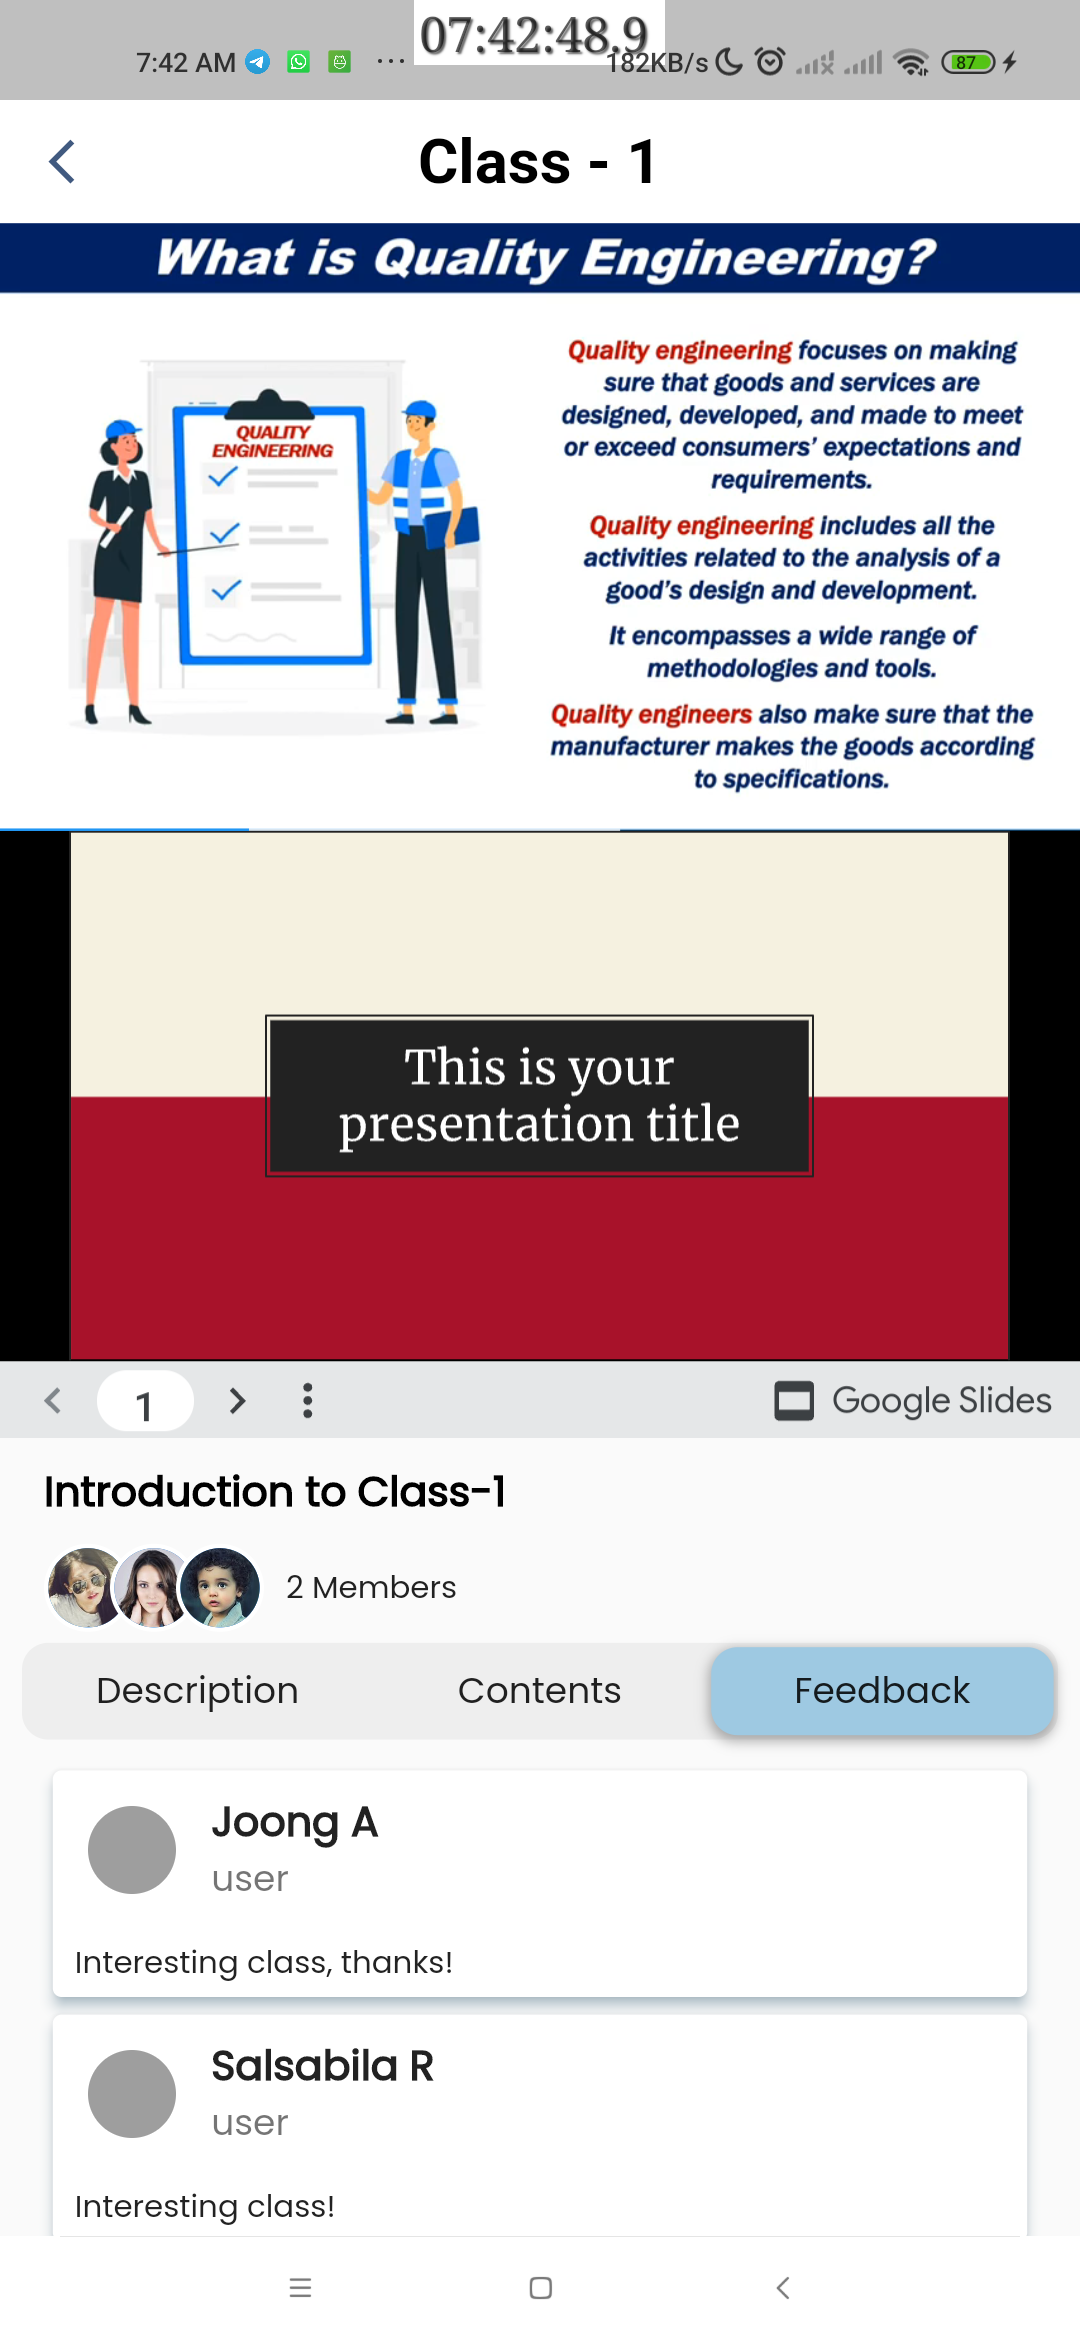 07:42:48.9
7:42 AM
182KB/s
87
Class - 1
What is Quality Engineering?
QUALITY
ENGINEERING
Quality engineering focuses on making
sure that goods and services are
designed, developed, and made to meet
or exceed consumers’ expectations and
requirements.
Quality engineering includes all the
activities related to the analysis of a
good’s design and development.
It encompasses a wide range of
methodologies and tools.
Quality engineers also make sure that the
manufacturer makes the goods according
to specifications.
This is your
presentation title
1
Google Slides
Introduction to Class-1
2 Members
Description
Contents
Feedback
Joong A
user
Interesting class, thanks!
Salsabila R
user
Interesting class!